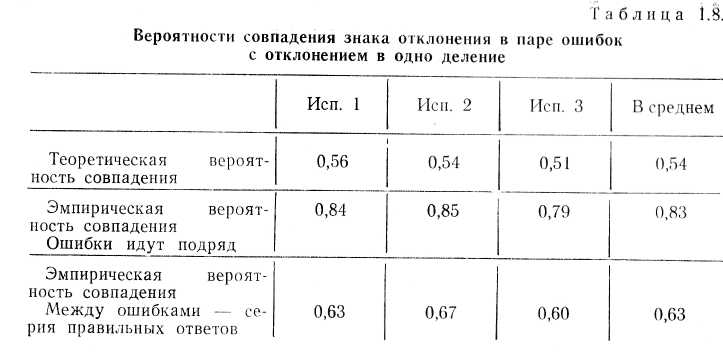 Таблица 1.8.
Вероятности совпадения знака отклонения в паре ошибок
с отклонением в одно деление
Исп. 1 Исп. 2 Исп. 3 В среднем
Теоретическая вероят-
ность совпадения
0,56 0,54 0,51 0,54
Эмпирическая вероят-
ность совпадения
Ошибки идут подряд
0,84 0,85 0,79 0,83
Эмпирическая вероят-
ность совпадения
Между ошибками — се-
рия правильных ответов
0,63 0,67 0,60 0,63